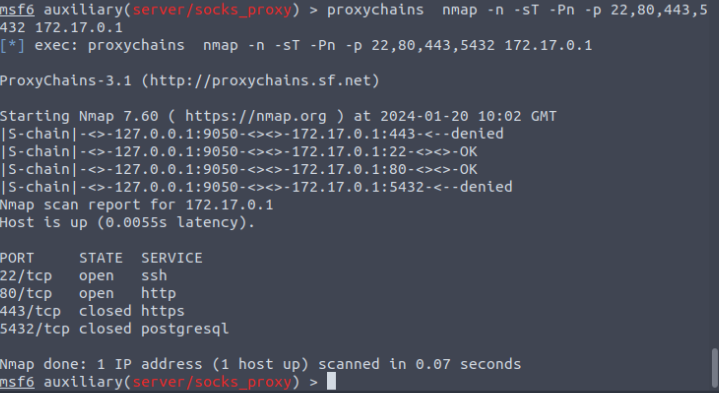 msf6 auxiliary(server/socks_proxy) > proxychains  nmap -n -sT -Pn -p 22,80,443,5
432 172.17.0.1
[*] exec: proxychains  nmap -n -sT -Pn -p 22,80,443,5432 172.17.0.1

ProxyChains-3.1 (http://proxychains.sf.net)

Starting Nmap 7.60 ( https://nmap.org ) at 2024-01-20 10:02 GMT
|S-chain|-<>-127.0.0.1:9050-<><>-172.17.0.1:443-<--denied
|S-chain|-<>-127.0.0.1:9050-<><>-172.17.0.1:22-<><>-OK
|S-chain|-<>-127.0.0.1:9050-<><>-172.17.0.1:80-<><>-OK
|S-chain|-<>-127.0.0.1:9050-<><>-172.17.0.1:5432-<--denied
Nmap scan report for 172.17.0.1
Host is up (0.0055s latency).

PORT     STATE  SERVICE
22/tcp   open   ssh
80/tcp   open   http
443/tcp  closed https
5432/tcp closed postgresql

Nmap done: 1 IP address (1 host up) scanned in 0.07 seconds
msf6 auxiliary(server/socks_proxy) >